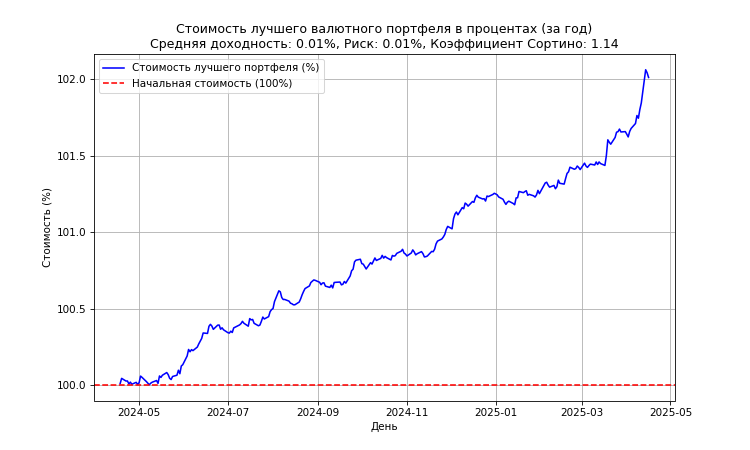 Стоимость лучшего валютного портфеля в процентах (за год)
Средняя доходность: 0.01%, Риск: 0.01%, Коэффициент Сортино: 1.14
Стоимость лучшего портфеля (%)
Начальная стоимость (100%)
Стоимость (%)
102.0
101.5
101.0
100.5
100.0
2024-05
2024-07
2024-09
2024-11
2025-01
2025-03
2025-05
День